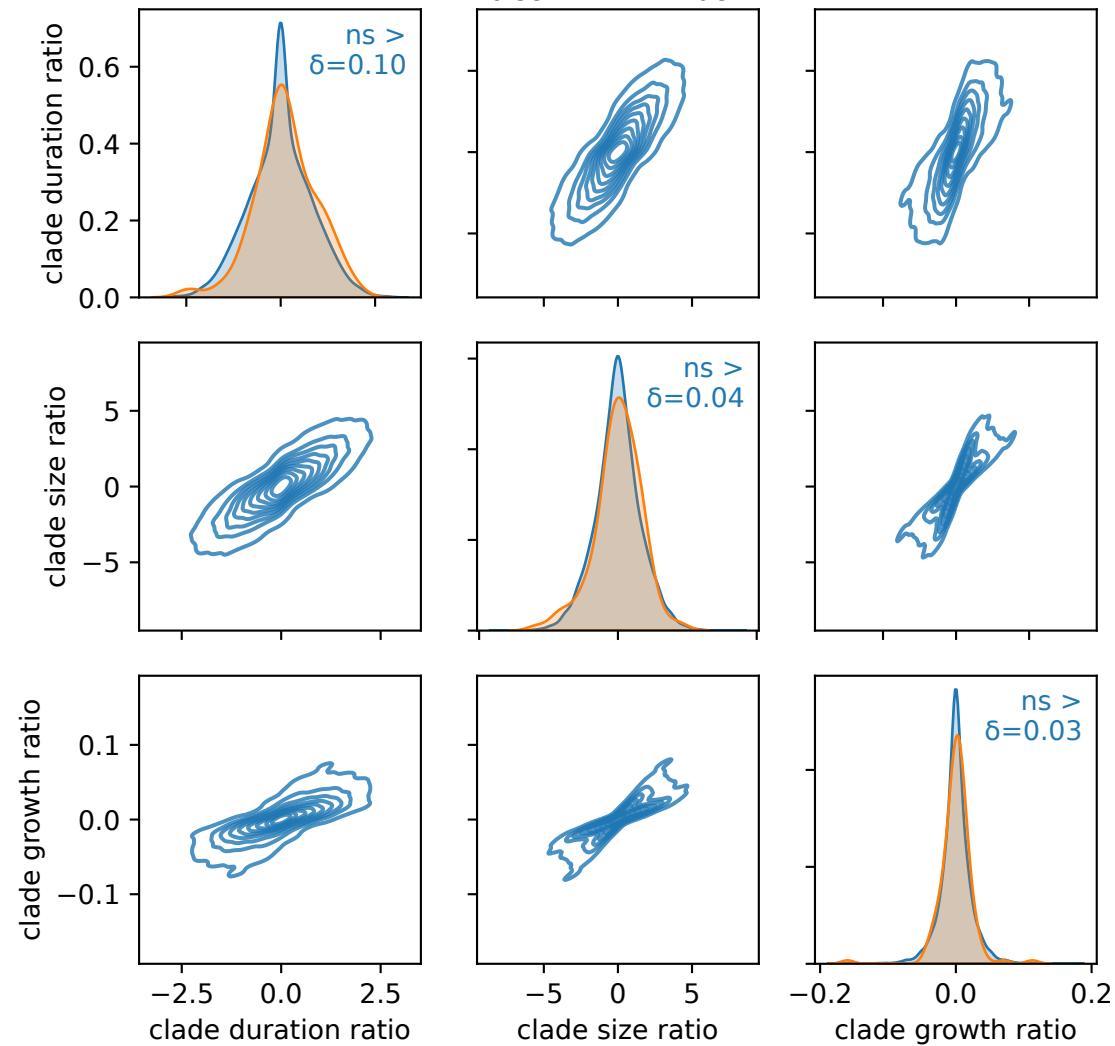 clade duration ratio
0.6
0.4
0.2
0.0
ns >
δ=0.10
clade size ratio
5
0
−5
ns >
δ=0.04
clade growth ratio
0.1
0.0
−0.1
ns >
δ=0.03
−2.5 0.0 2.5
−5 0 5
−0.2 0.0 0.2
clade duration ratio
clade size ratio
clade growth ratio